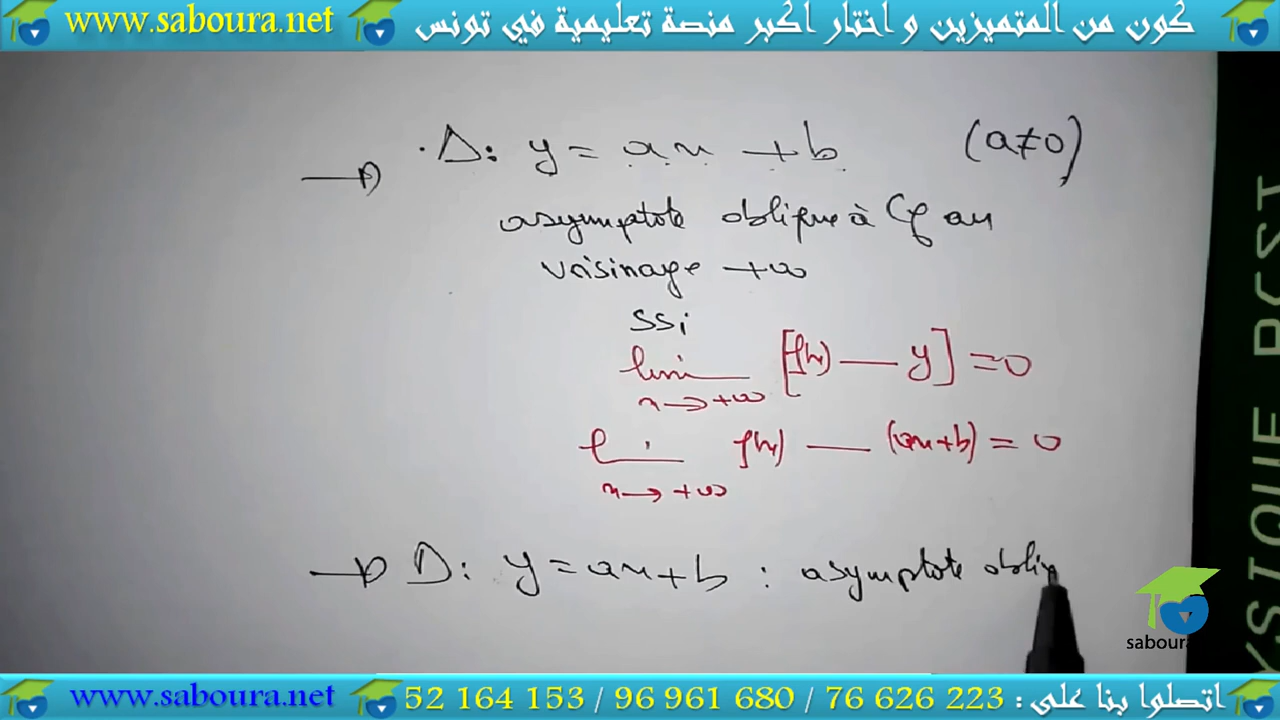 www.saboura.net كون من المتميزين و اختار اكبر منصة تعليمية في تونس
. Δ: y = ax + b (a≠0)
asymptote oblique à Cf au
voisinage +∞
ssi
lim [f(x) — y] = 0
x → +∞
lim f(x) — (ax+b) = 0
x → +∞
→ D: y = ax + b : asymptote obliq
saboura
www.saboura.net 52 164 153 / 96 961 680 / 76 626 223 : اتصلوا بنا على